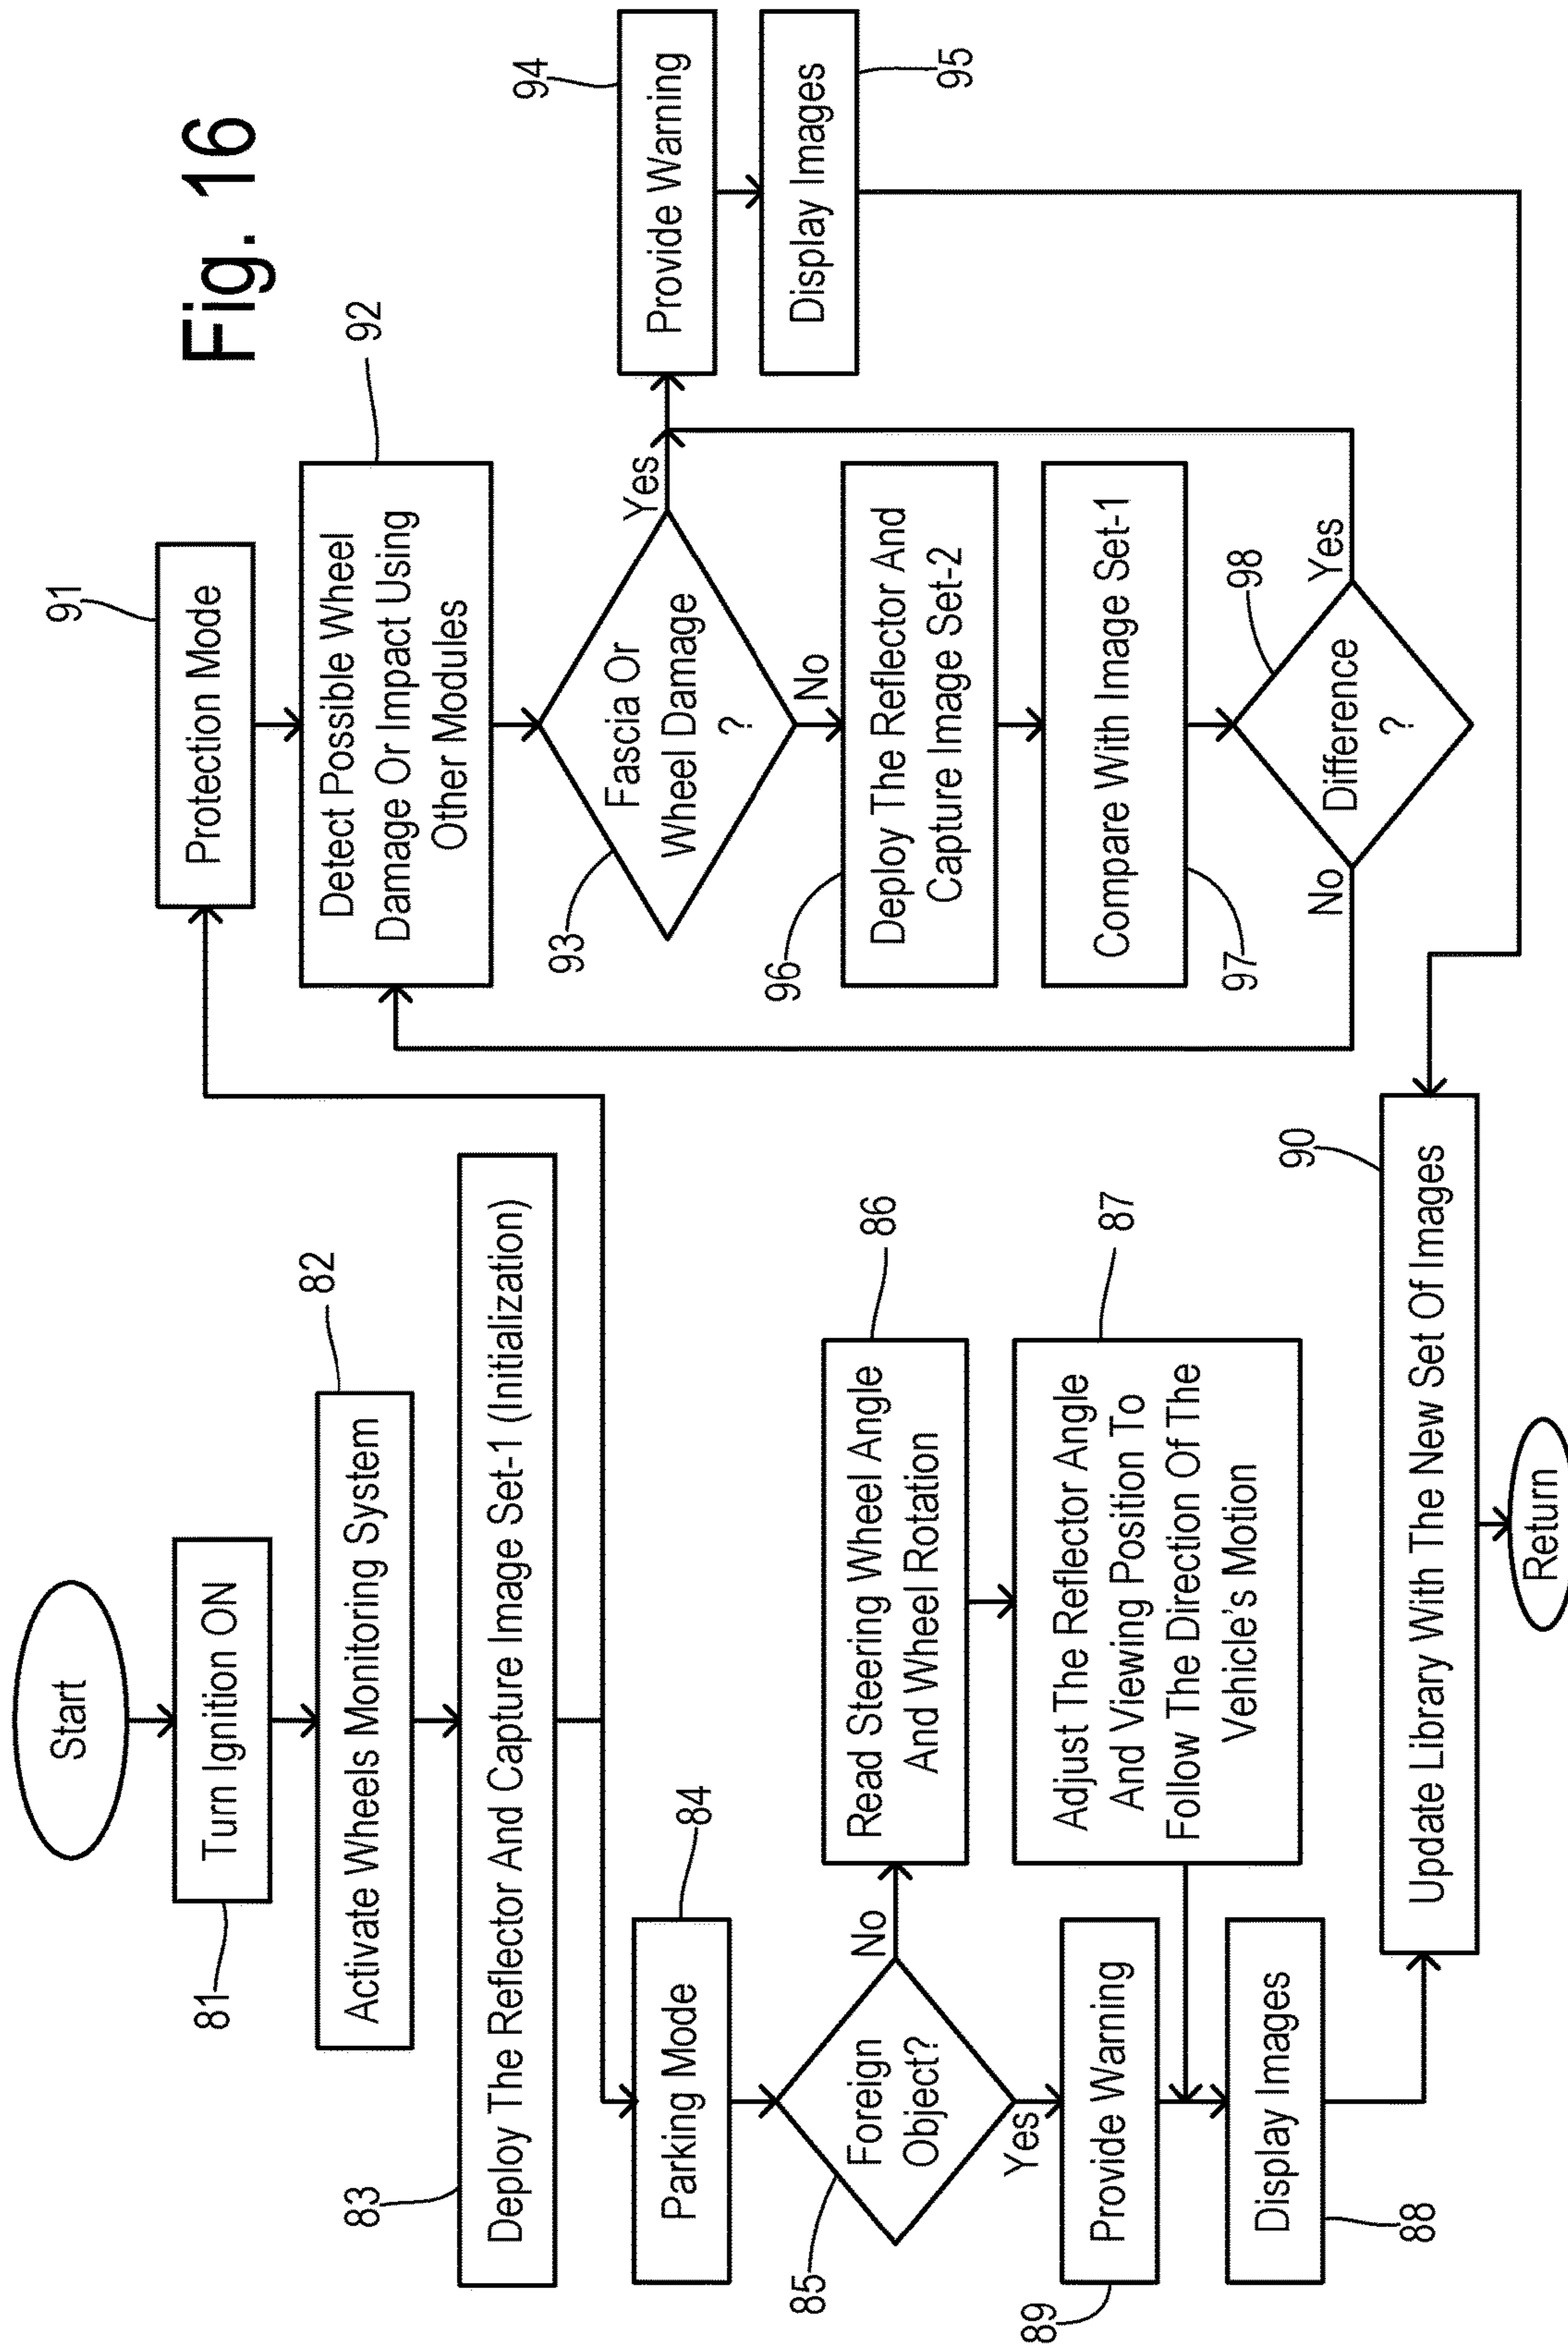 Fig. 16
Start
Turn Ignition ON
81
Activate Wheels Monitoring System
82
Deploy The Reflector And Capture Image Set-1 (Initialization)
83
Parking Mode
84
Foreign
Object?
85
No
Yes
Read Steering Wheel Angle
And Wheel Rotation
86
Adjust The Reflector Angle
And Viewing Position To
Follow The Direction Of The
Vehicle's Motion
87
Provide Warning
89
Display Images
88
Update Library With The New Set Of Images
90
Return
Protection Mode
91
Detect Possible Wheel
Damage Or Impact Using
Other Modules
92
Fascia Or
Wheel Damage
?
93
Yes
No
Provide Warning
94
Display Images
95
Deploy The Reflector And
Capture Image Set-2
96
Compare With Image Set-1
97
Difference
?
98
Yes
No